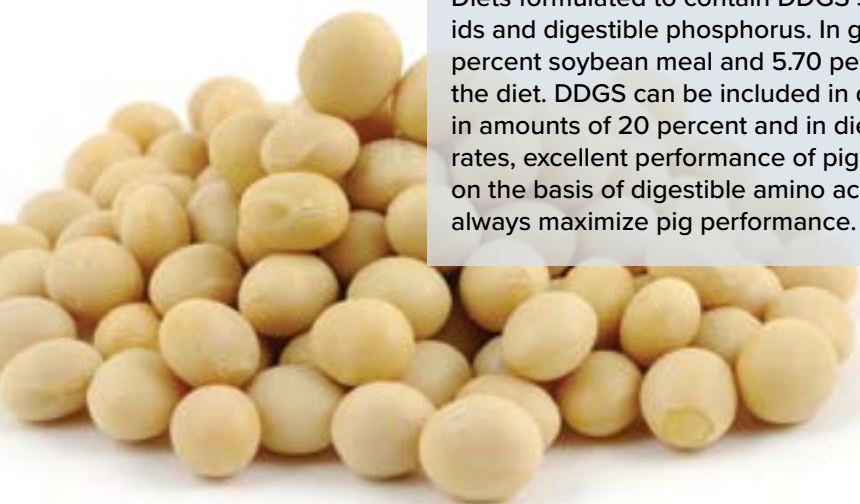 Diets formulated to contain DDGS
ids and digestible phosphorus. In g
percent soybean meal and 5.70 pe
the diet. DDGS can be included in
in amounts of 20 percent and in die
rates, excellent performance of pig
on the basis of digestible amino ac
always maximize pig performance.